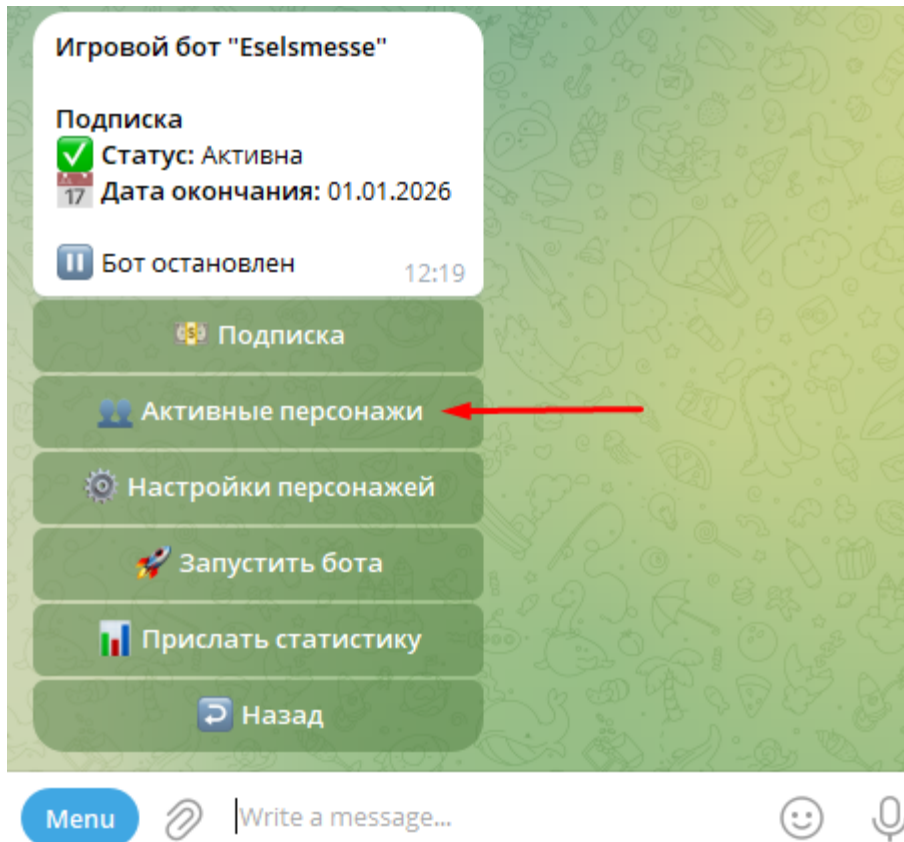 Игровой бот "Eselsmesse"
Подписка
✅ Статус: Активна
17 Дата окончания: 01.01.2026
⏸ Бот остановлен
12:19
Подписка
Активные персонажи
Настройки персонажей
Запустить бота
Прислать статистику
Назад
Menu
Write a message...